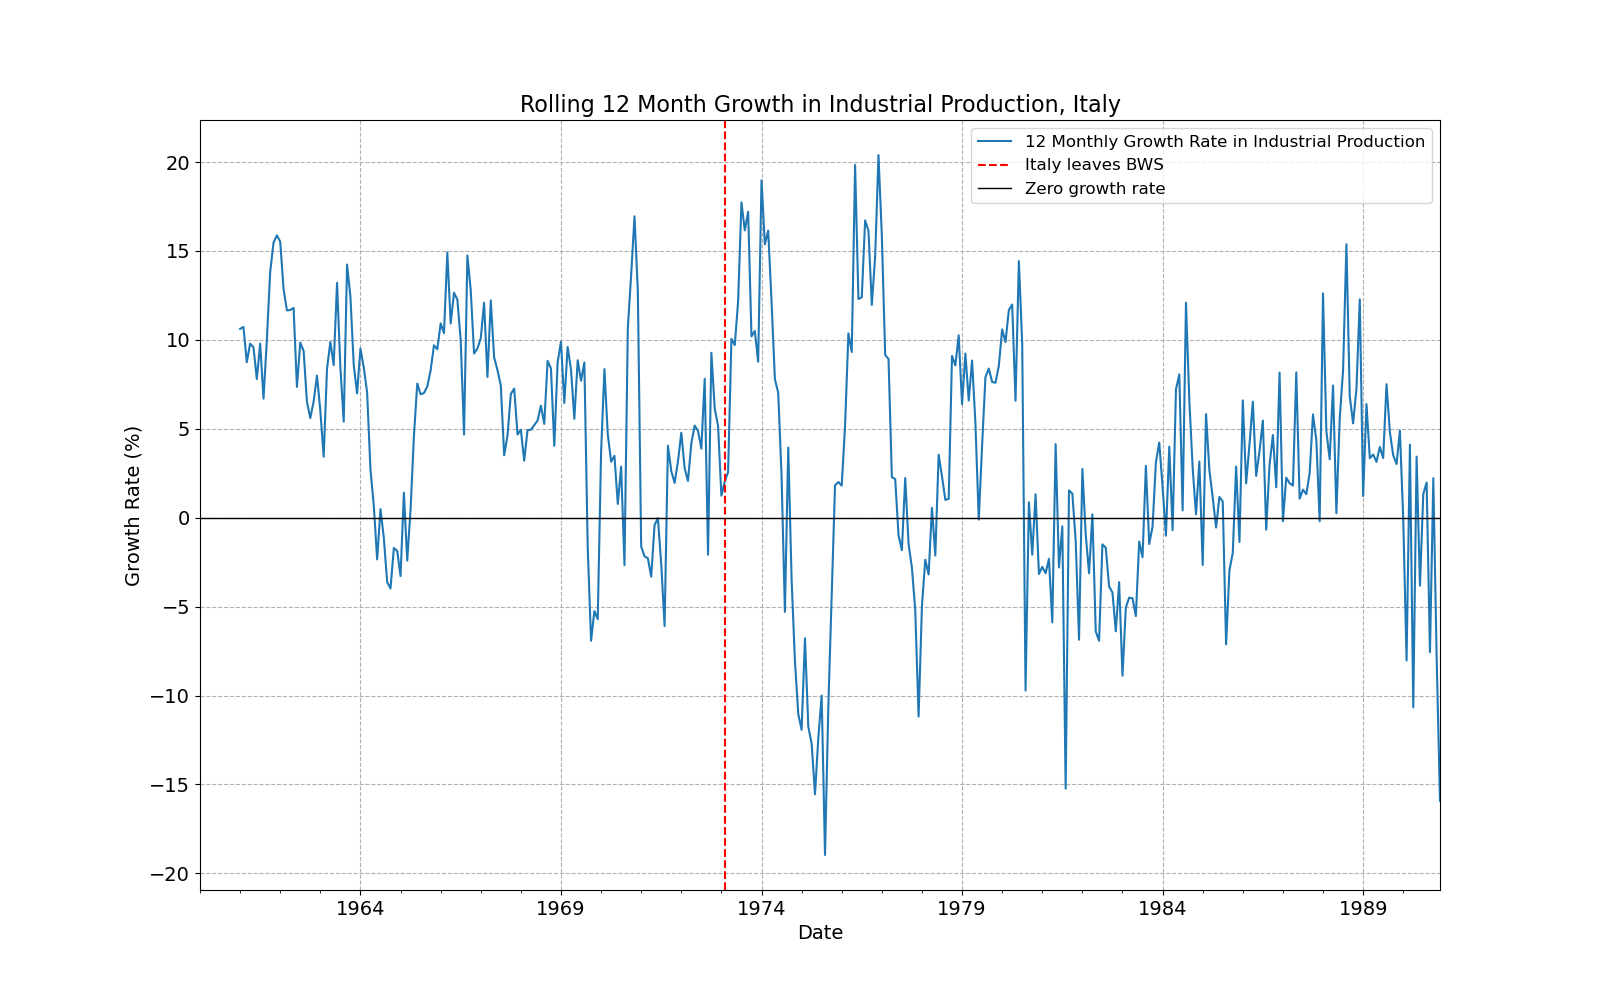 Rolling 12 Month Growth in Industrial Production, Italy
12 Monthly Growth Rate in Industrial Production
Italy leaves BWS
Zero growth rate
Growth Rate (%)
20
15
10
5
0
−5
−10
−15
−20
1964 1969 1974 1979 1984 1989
Date